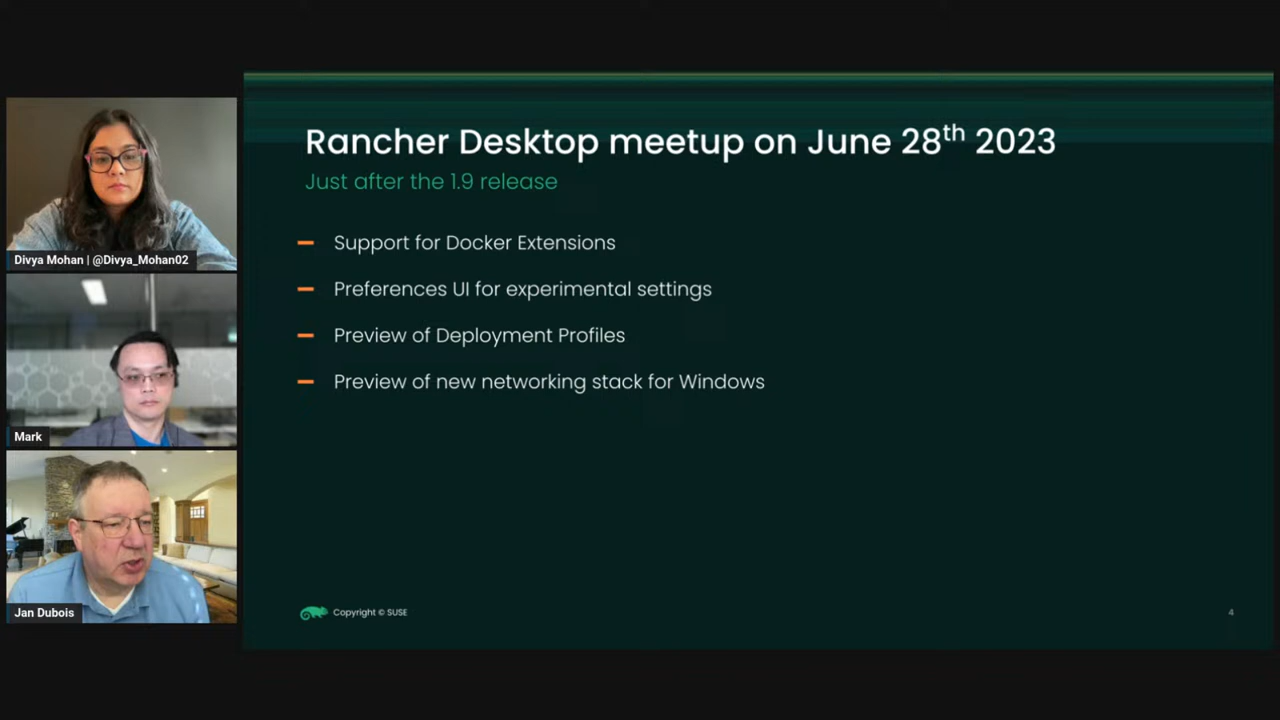 Divya Mohan | @Divya_Mohan02
Mark
Jan Dubois
Rancher Desktop meetup on June 28th 2023
Just after the 1.9 release
Support for Docker Extensions
Preferences UI for experimental settings
Preview of Deployment Profiles
Preview of new networking stack for Windows
Copyright © SUSE
4